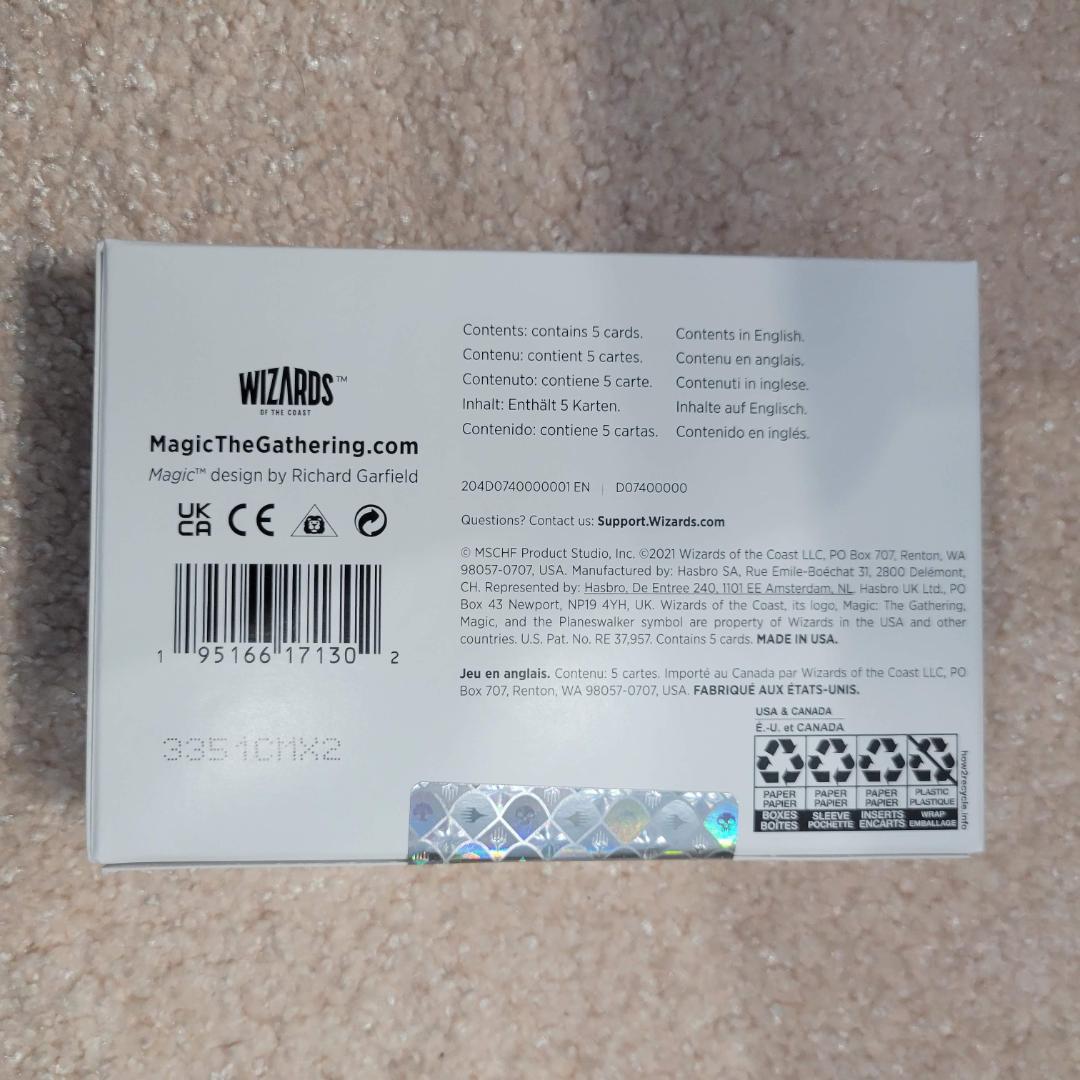 WIZARDS™
OF THE COAST
MagicTheGathering.com
Magic™ design by Richard Garfield
UK
CA CE
1 95166 17130 2
3351CMX2
Contents: contains 5 cards. Contents in English.
Contenu: contient 5 cartes. Contenu en anglais.
Contenuto: contiene 5 carte. Contenuti in inglese.
Inhalt: Enthält 5 Karten. Inhalte auf Englisch.
Contenido: contiene 5 cartas. Contenido en inglés.
204D0740000001 EN | D07400000
Questions? Contact us: Support.Wizards.com
© MSCHF Product Studio, Inc. ©2021 Wizards of the Coast LLC, PO Box 707, Renton, WA
98057-0707, USA. Manufactured by: Hasbro SA, Rue Emile-Boéchat 31, 2800 Delémont,
CH. Represented by: Hasbro, De Entree 240, 1101 EE Amsterdam, NL. Hasbro UK Ltd., PO
Box 43 Newport, NP19 4YH, UK. Wizards of the Coast, its logo, Magic: The Gathering,
Magic, and the Planeswalker symbol are property of Wizards in the USA and other
countries. U.S. Pat. No. RE 37,957. Contains 5 cards. MADE IN USA.
Jeu en anglais. Contenu: 5 cartes. Importé au Canada par Wizards of the Coast LLC, PO
Box 707, Renton, WA 98057-0707, USA. FABRIQUÉ AUX ÉTATS-UNIS.
USA & CANADA
É.-U. et CANADA
PAPER PAPER PAPER PLASTIC
PAPIER PAPIER PAPIER PLASTIQUE
BOXES SLEEVE INSERTS WRAP
BOÎTES POCHETTE ENCARTS EMBALLAGE
how2recycle.info